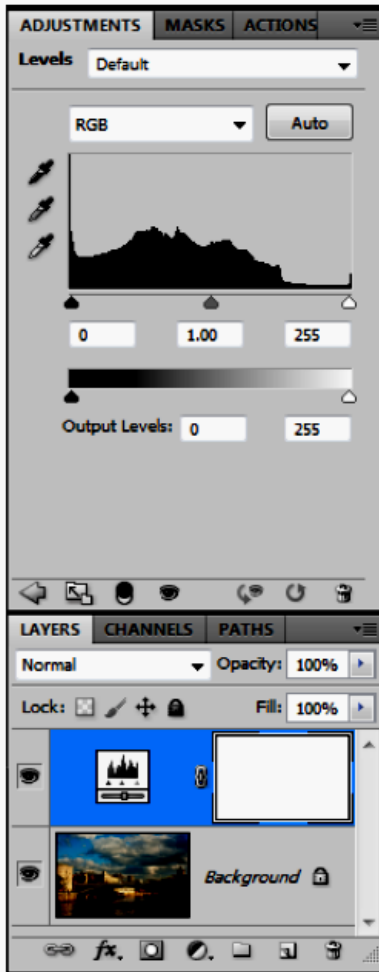 ADJUSTMENTS MASKS ACTIONS
Levels Default
RGB Auto
0 1.00 255
Output Levels: 0 255
LAYERS CHANNELS PATHS
Normal Opacity: 100%
Lock: Fill: 100%
Background
fx.